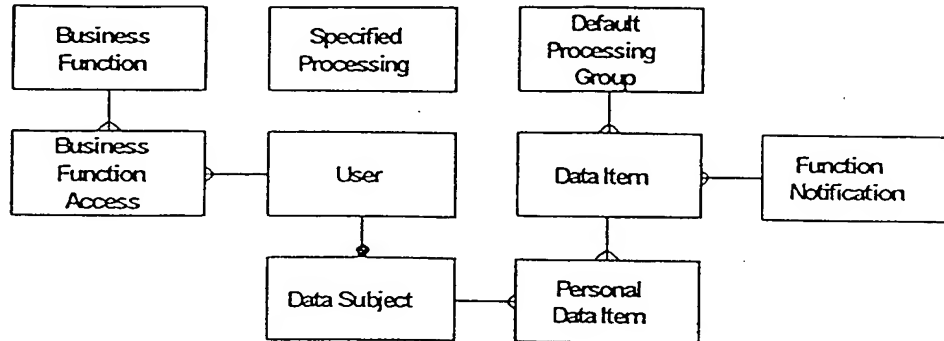 Business
Function
Specified
Processing
Default
Processing
Group
Business
Function
Access
User
Data Item
Function
Notification
Data Subject
Personal
Data Item